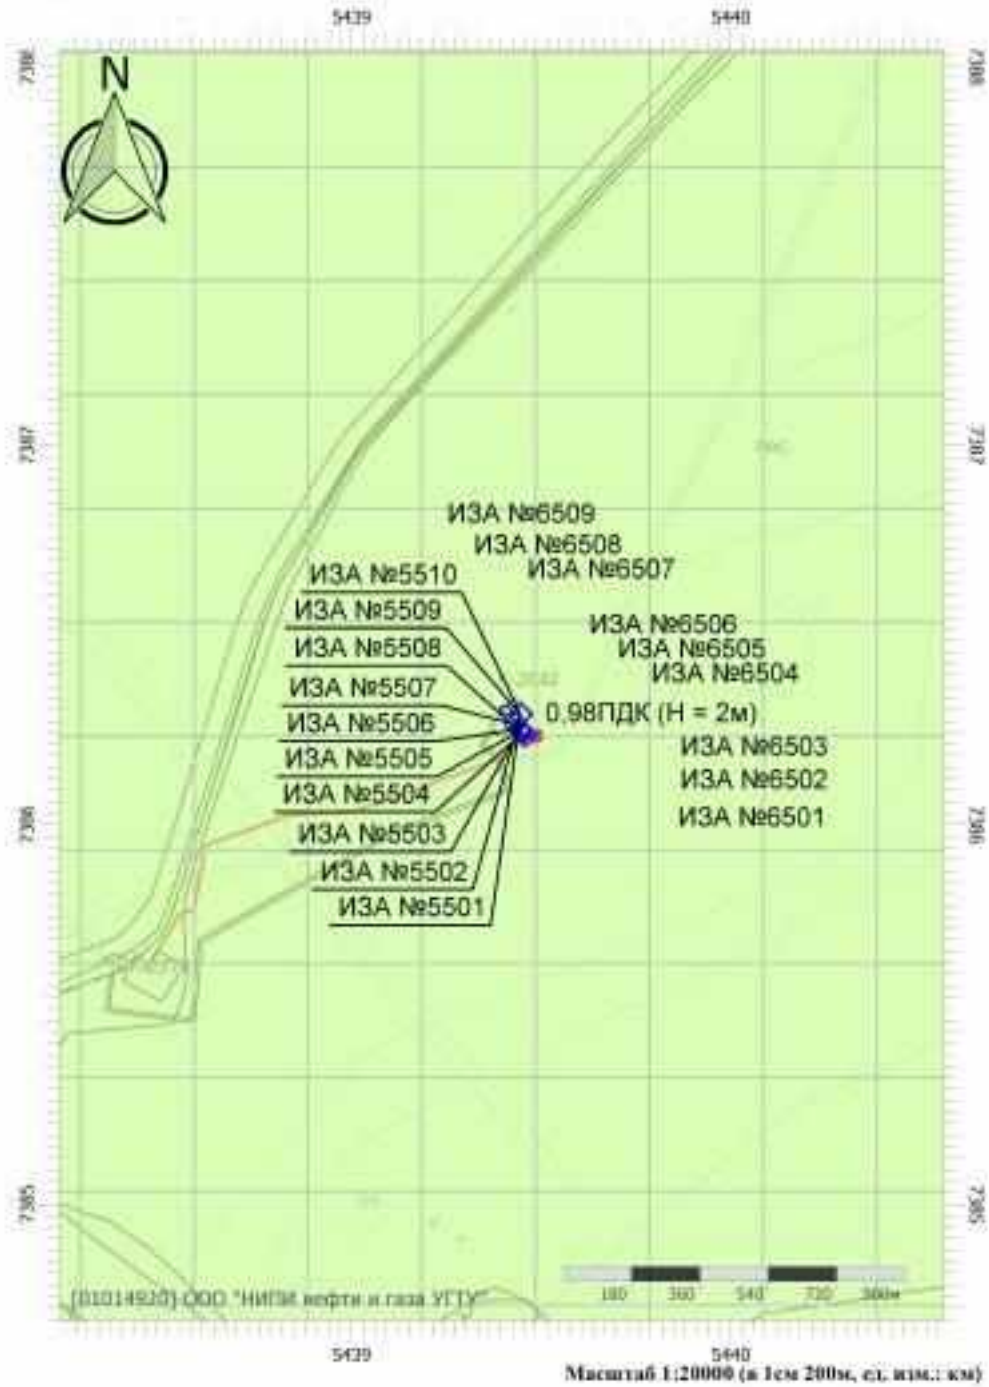 5439 5440
7388 7388
N
7387 7387
ИЗА №6509
ИЗА №6508
ИЗА №6507
ИЗА №5510
ИЗА №5509
ИЗА №5508
ИЗА №5507
ИЗА №5506
ИЗА №5505
ИЗА №5504
ИЗА №5503
ИЗА №5502
ИЗА №5501
ИЗА №6506
ИЗА №6505
ИЗА №6504
0,98ПДК (H = 2м)
ИЗА №6503
ИЗА №6502
ИЗА №6501
7386 7386
7385 7385
180 360 540 720 900м
[01014920] ООО "НИПИ нефти и газа УГТУ"
5439 5440
Масштаб 1:20000 (в 1см 200м, ед. изм.: км)